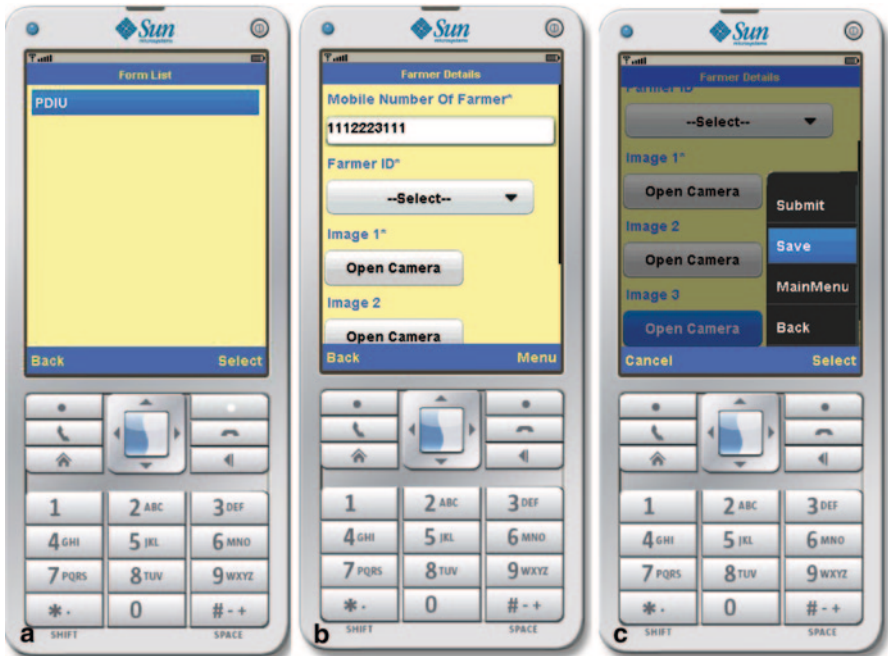 Sun
microsystems
Form List
PDIU
Back Select
1 2 ABC 3 DEF
4 GHI 5 JKL 6 MNO
7 PQRS 8 TUV 9 WXYZ
* . 0 # - +
SHIFT SPACE
a
Sun
microsystems
Farmer Details
Mobile Number Of Farmer*
1112223111
Farmer ID*
--Select--
Image 1*
Open Camera
Image 2
Open Camera
Back Menu
1 2 ABC 3 DEF
4 GHI 5 JKL 6 MNO
7 PQRS 8 TUV 9 WXYZ
* . 0 # - +
SHIFT SPACE
b
Sun
microsystems
Farmer Details
Farmer ID
--Select--
Image 1*
Open Camera
Image 2
Open Camera
Image 3
Open Camera
Submit
Save
MainMenu
Back
Cancel Select
1 2 ABC 3 DEF
4 GHI 5 JKL 6 MNO
7 PQRS 8 TUV 9 WXYZ
* . 0 # - +
SHIFT SPACE
c